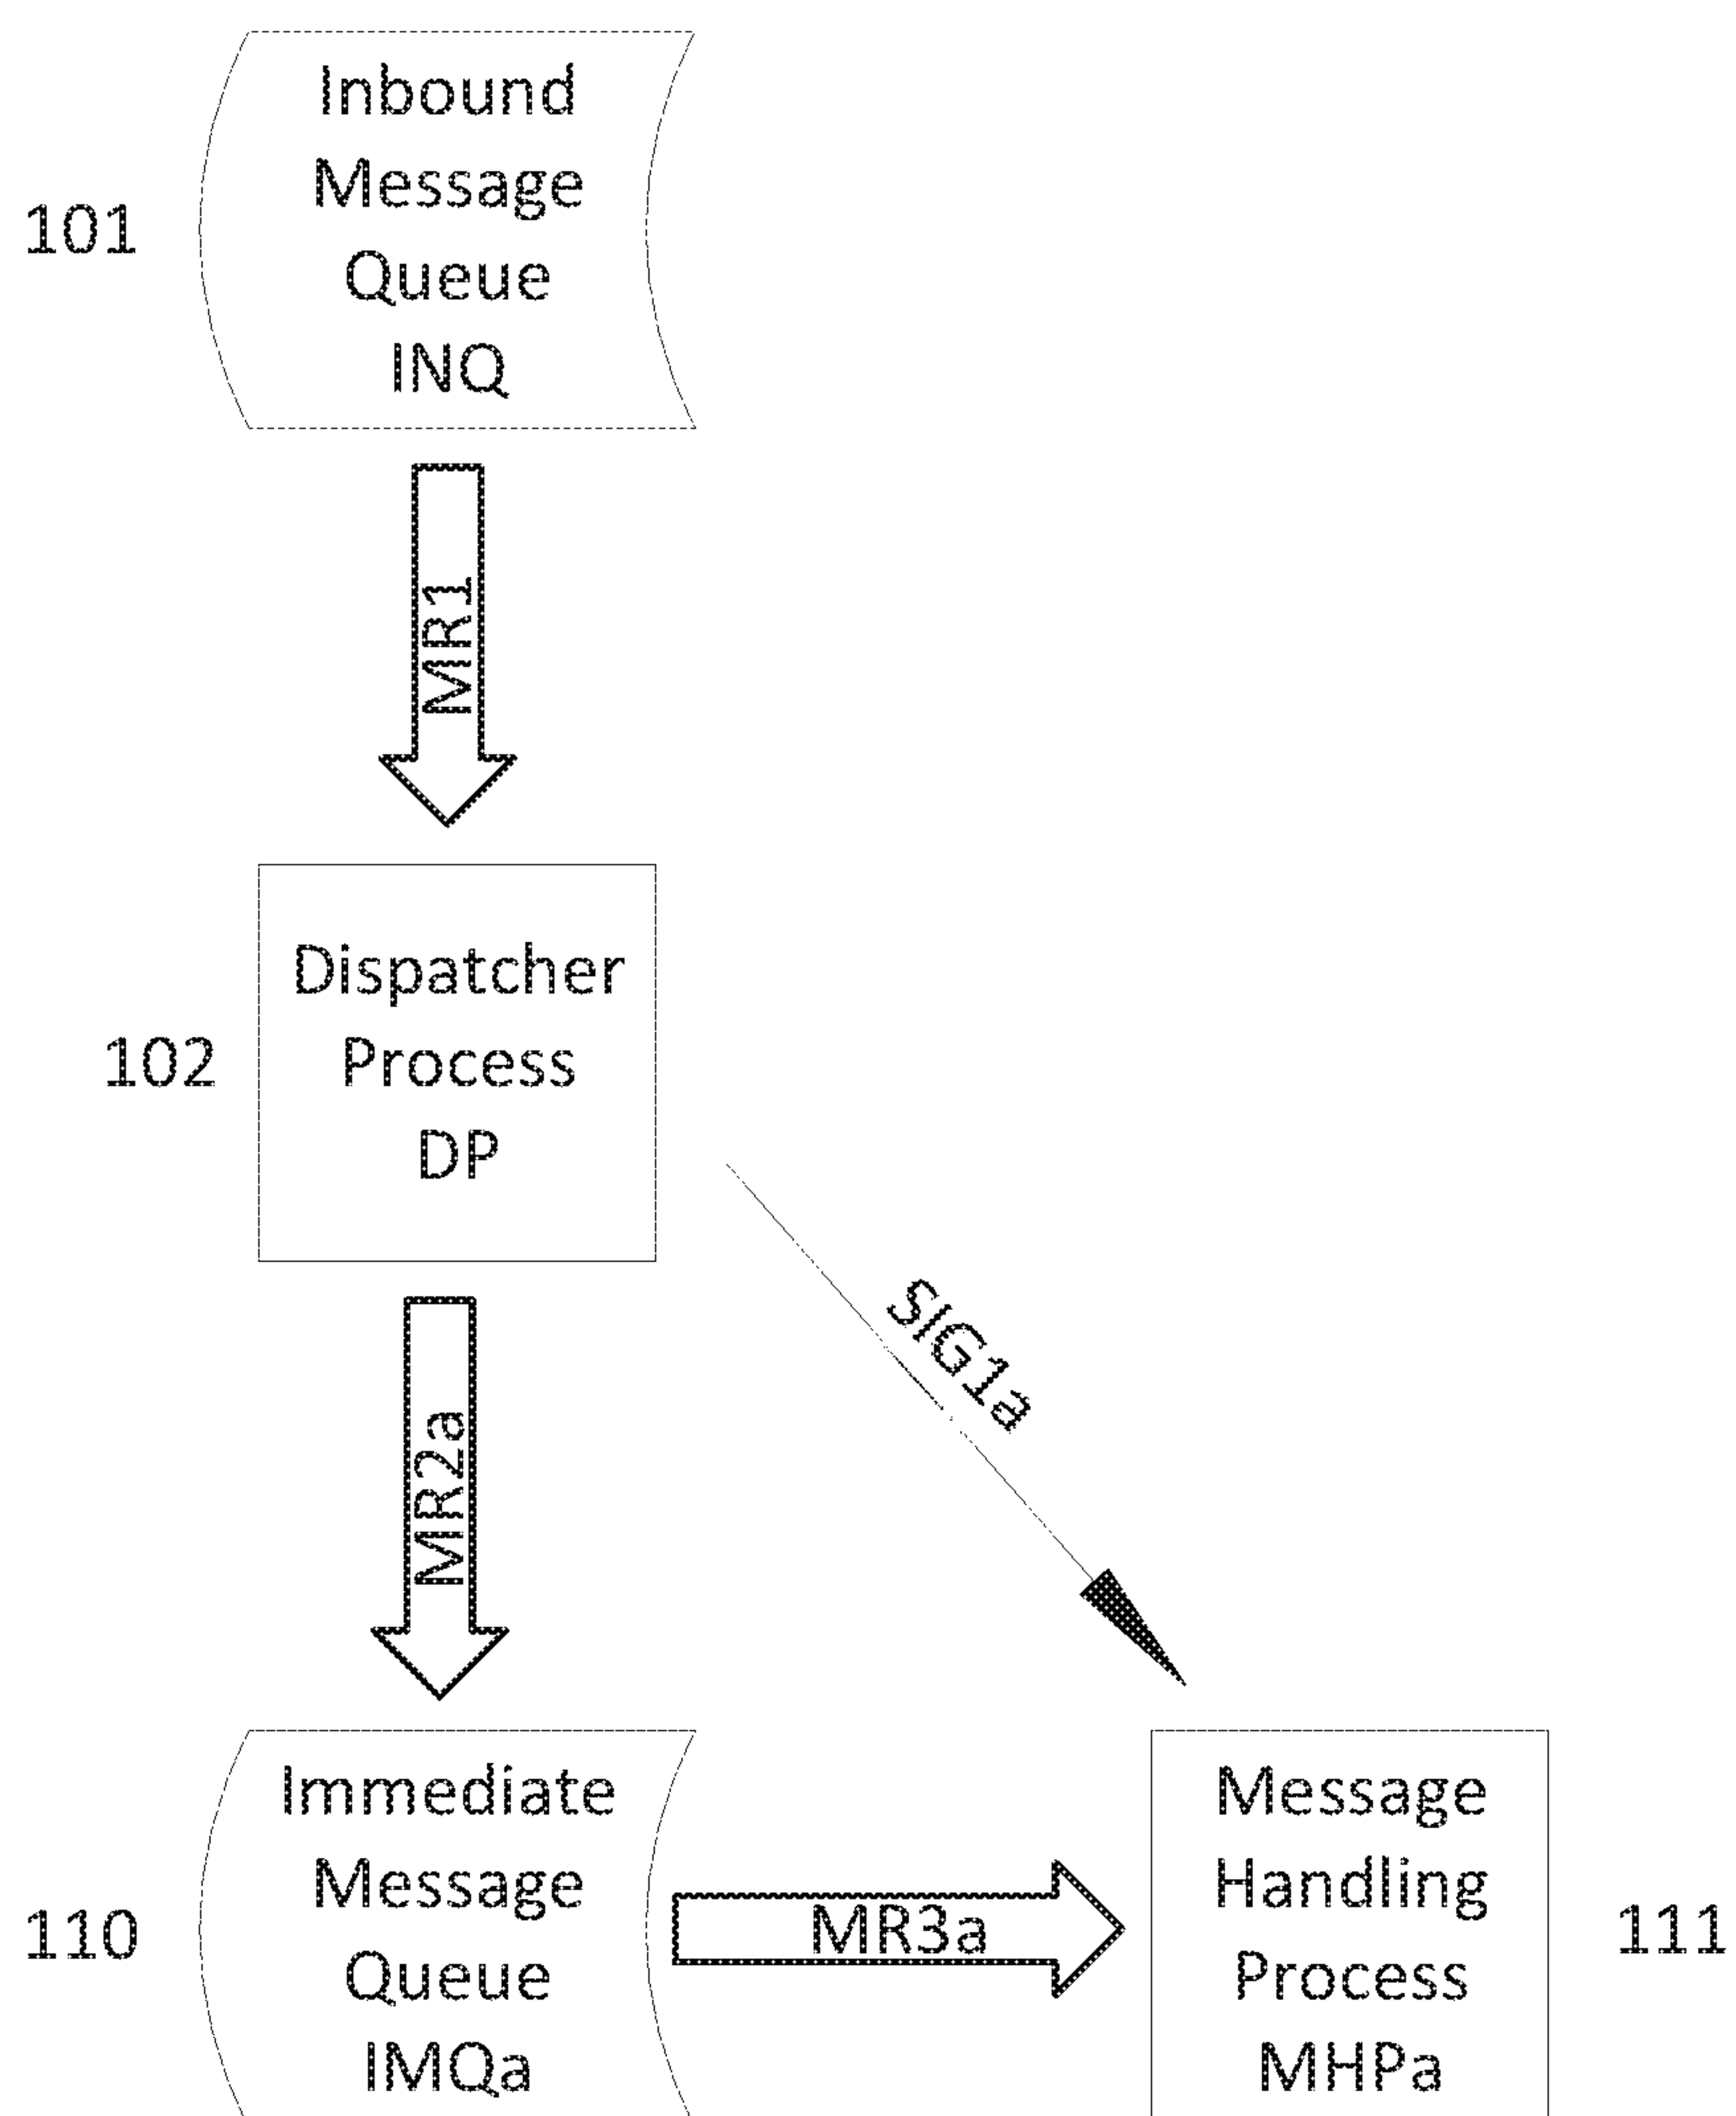 Inbound
Message
Queue
INQ
101
MR1
Dispatcher
Process
DP
102
SIG1a
MR2a
Immediate
Message
Queue
IMQa
110
MR3a
Message
Handling
Process
MHPa
111